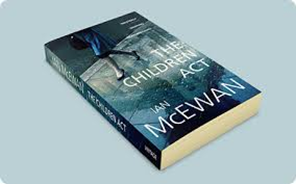 THE
CHILDREN
ACT
IAN
McEWAN
IAN McEWAN THE CHILDREN ACT